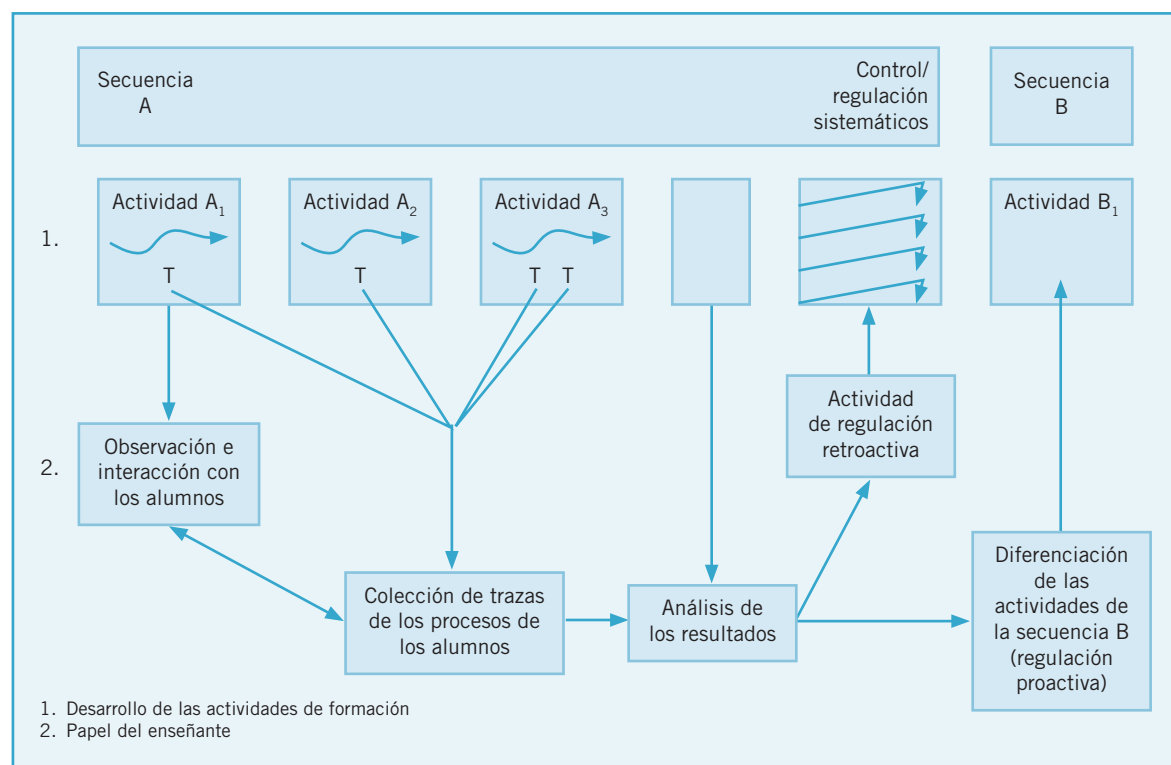 Secuencia
A
Control/
regulación
sistemáticos
Secuencia
B
1.
Actividad A₁
T
Actividad A₂
T
Actividad A₃
T T
Actividad B₁
2.
Observación e
interacción con
los alumnos
Actividad
de regulación
retroactiva
Colección de trazas
de los procesos de
los alumnos
Análisis de
los resultados
Diferenciación
de las
actividades de
la secuencia B
(regulación
proactiva)
1. Desarrollo de las actividades de formación
2. Papel del enseñante